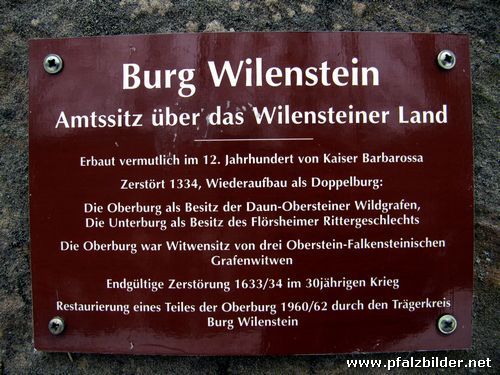 Burg Wilenstein
Amtssitz über das Wilensteiner Land
Erbaut vermutlich im 12. Jahrhundert von Kaiser Barbarossa
Zerstört 1334, Wiederaufbau als Doppelburg:
Die Oberburg als Besitz der Daun-Obersteiner Wildgrafen,
Die Unterburg als Besitz des Flörsheimer Rittergeschlechts
Die Oberburg war Witwensitz von drei Oberstein-Falkensteinischen
Grafenwitwen
Endgültige Zerstörung 1633/34 im 30jährigen Krieg
Restaurierung eines Teiles der Oberburg 1960/62 durch den Trägerkreis
Burg Wilenstein
www.pfalzbilder.net